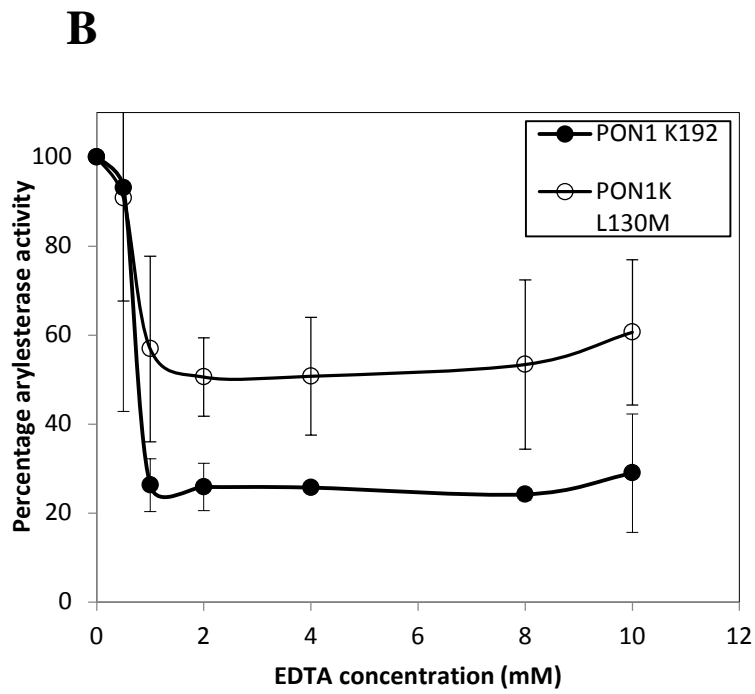 B
PON1 K192
PON1K
L130M
Percentage arylesterase activity
100
80
60
40
20
0
0 2 4 6 8 10 12
EDTA concentration (mM)